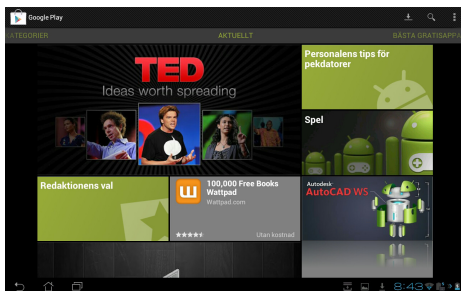 Google Play
KATEGORIER
AKTUELLT
BÄSTA GRATISAPPA
TED
Ideas worth spreading
Personalens tips för
pekdatorer
Spel
Redaktionens val
100,000 Free Books
Wattpad
Wattpad.com
Utan kostnad
Autodesk
AutoCAD WS
8:43